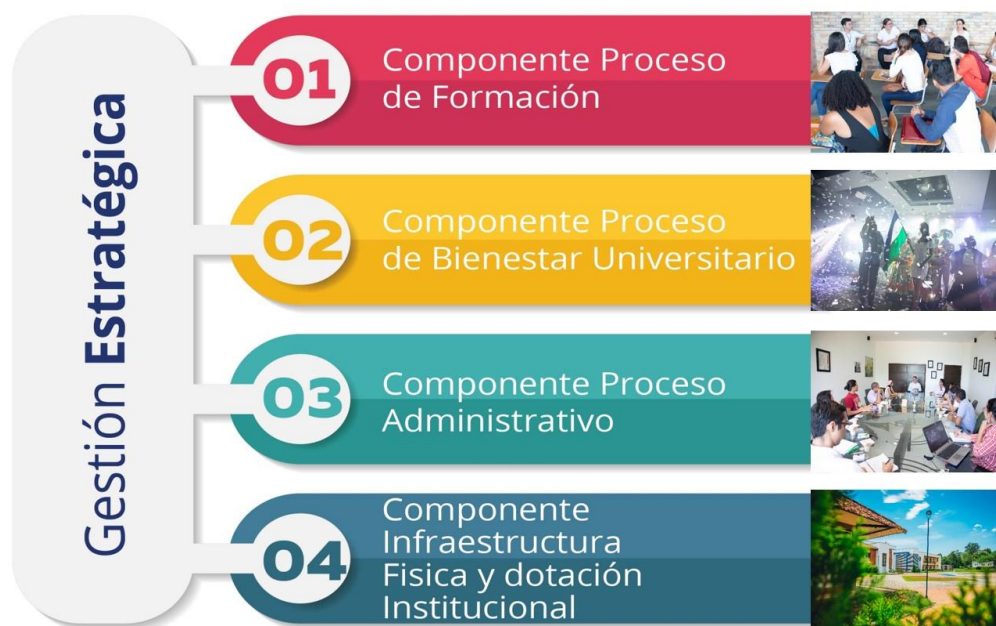 Gestión Estratégica
01
Componente Proceso
de Formación
02
Componente Proceso
de Bienestar Universitario
03
Componente Proceso
Administrativo
04
Componente
Infraestructura
Fisica y dotación
Institucional